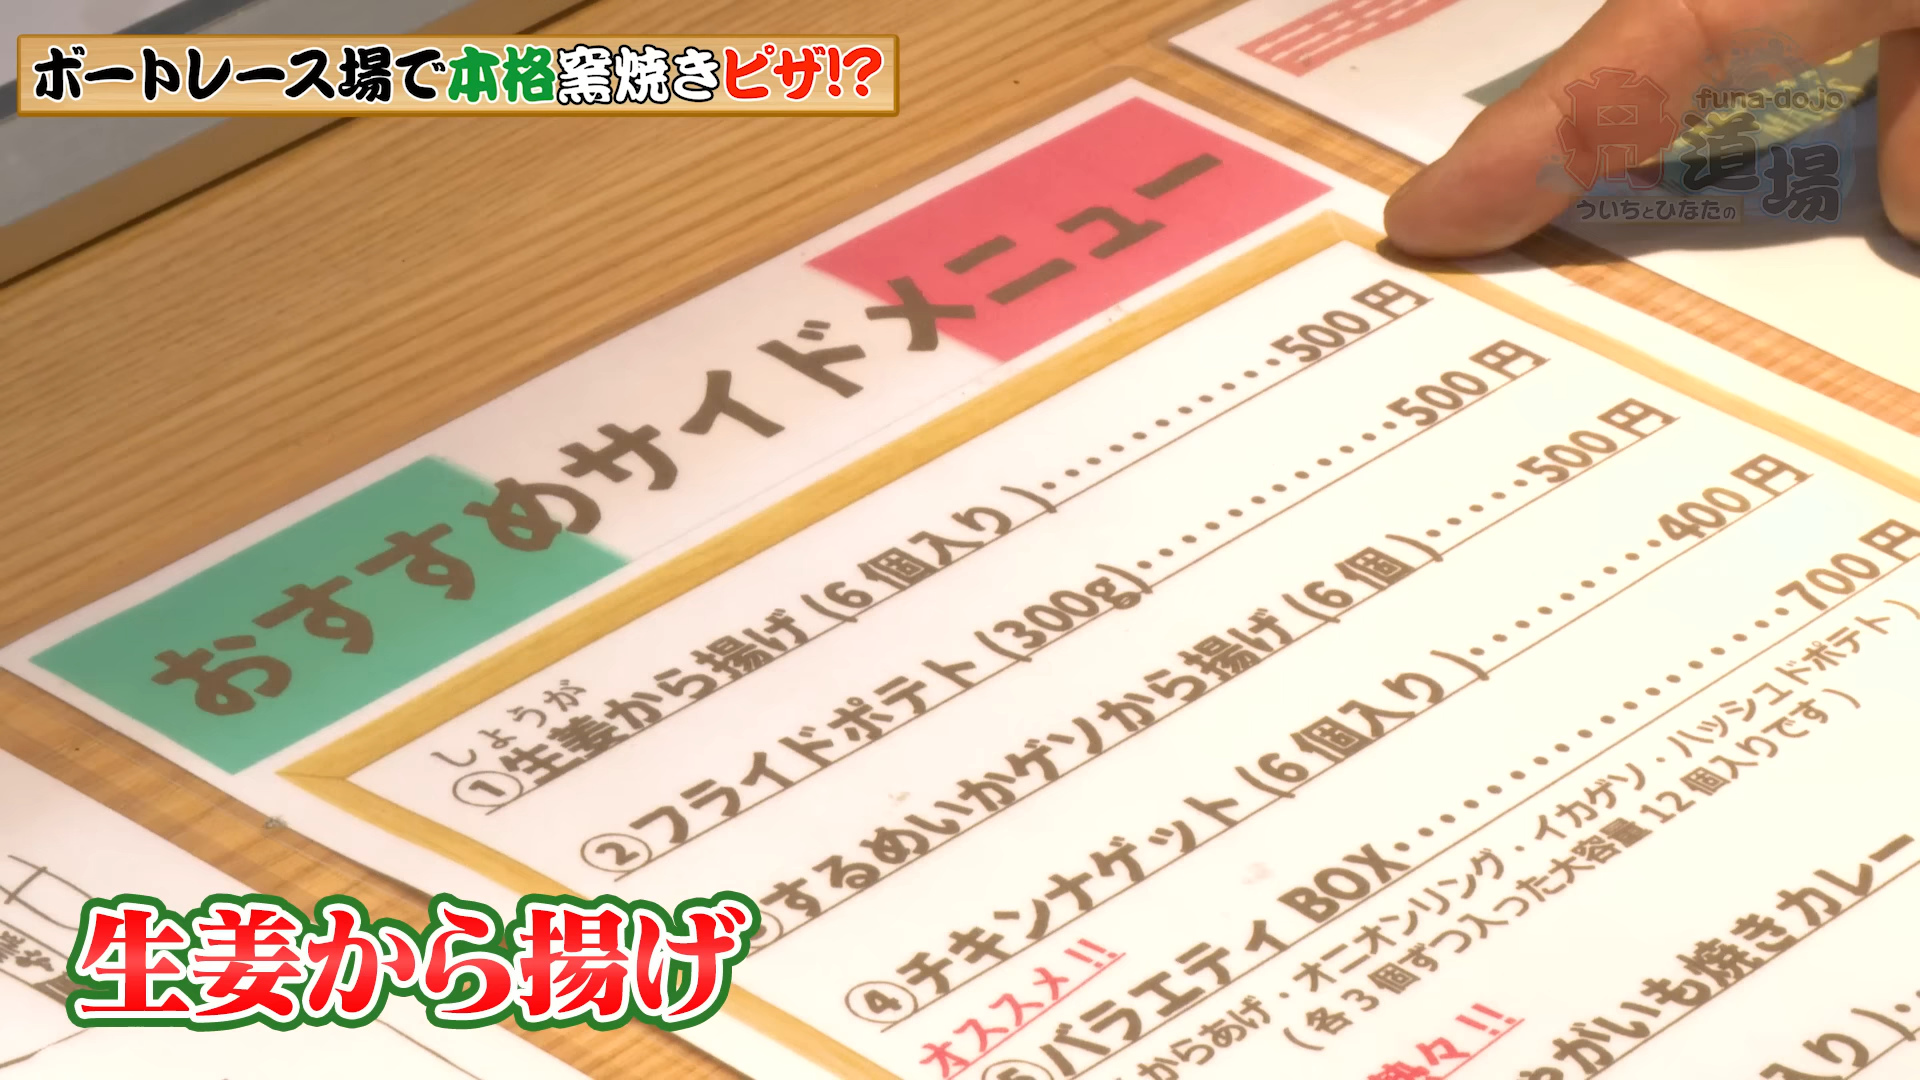 ボートレース場で本格窯焼きピザ!?
funa-do.jo
舟道場
ういちとひなたの
おすすめサイドメニュー
しょうが
①生姜から揚げ(6個入り)・・・・・・・・・・・・500円
②フライドポテト(300g)・・・・・・・・・・・・・500円
するめいかゲソから揚げ(6個)・・・・・500円
④チキンナゲット(6個入り)・・・・・・・・・400円
オススメ!!
⑤バラエティBOX・・・・・・・・・・・・・・・・・700円
からあげ・オニオンリング・イカゲソ・ハッシュドポテト)
(各3個ずつ入った大容量12個入りです)
熱々!!
ゃがいも焼きカレー
入り)
生姜から揚げ